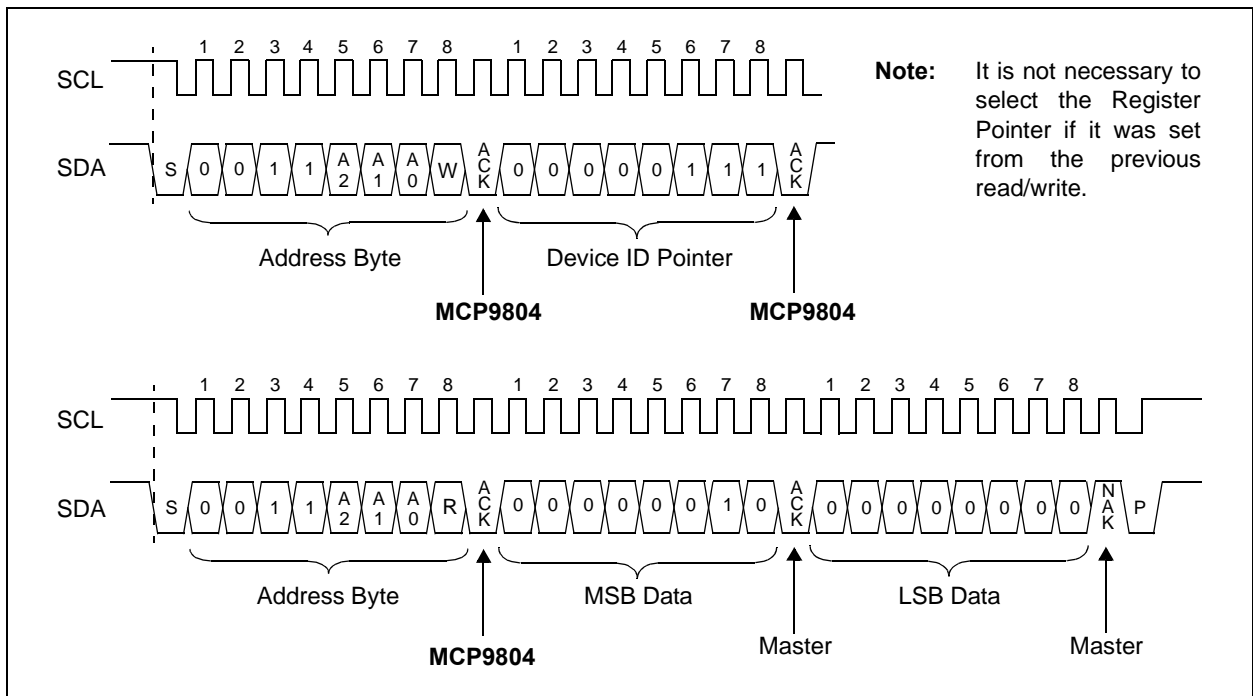 1 2 3 4 5 6 7 8 1 2 3 4 5 6 7 8
SCL
SDA S 0 0 1 1 A2 A1 A0 W ACK 0 0 0 0 0 1 1 1 ACK
Address Byte Device ID Pointer
MCP9804 MCP9804
Note: It is not necessary to
select the Register
Pointer if it was set
from the previous
read/write.
1 2 3 4 5 6 7 8 1 2 3 4 5 6 7 8 1 2 3 4 5 6 7 8
SCL
SDA S 0 0 1 1 A2 A1 A0 R ACK 0 0 0 0 0 0 1 0 ACK 0 0 0 0 0 0 0 0 NAK P
Address Byte MSB Data LSB Data
MCP9804 Master Master